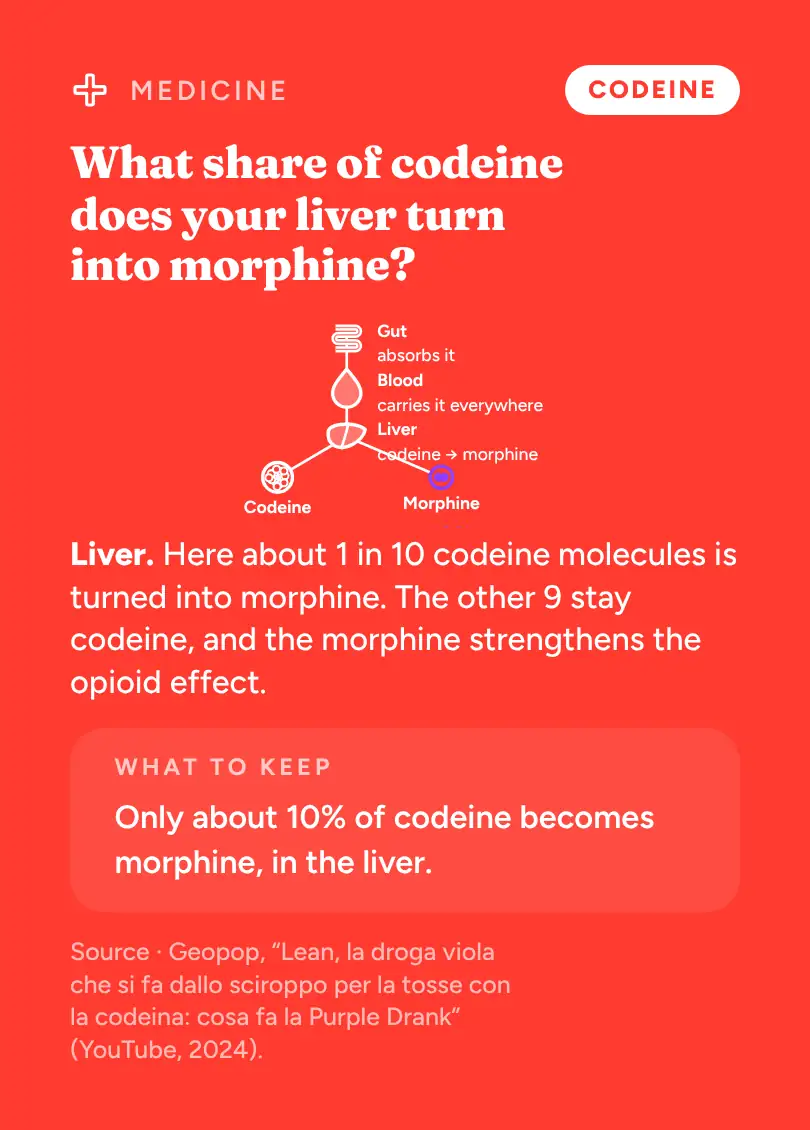 MEDICINE
CODEINE
What share of codeine
does your liver turn
into morphine?
Gut
absorbs it
Blood
carries it everywhere
Liver
codeine → morphine
Codeine
Morphine
Liver. Here about 1 in 10 codeine molecules is
turned into morphine. The other 9 stay
codeine, and the morphine strengthens the
opioid effect.
WHAT TO KEEP
Only about 10% of codeine becomes
morphine, in the liver.
Source · Geopop, “Lean, la droga viola
che si fa dallo sciroppo per la tosse con
la codeina: cosa fa la Purple Drank”
(YouTube, 2024).